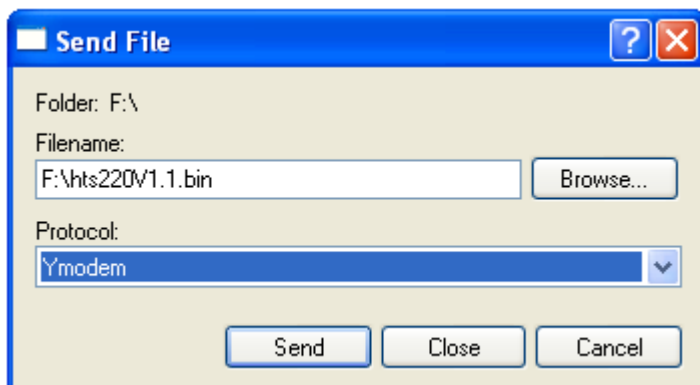 Send File
Folder: F:\
Filename:
F:\hts220V1.1.bin
Browse...
Protocol:
Ymodem
Send Close Cancel